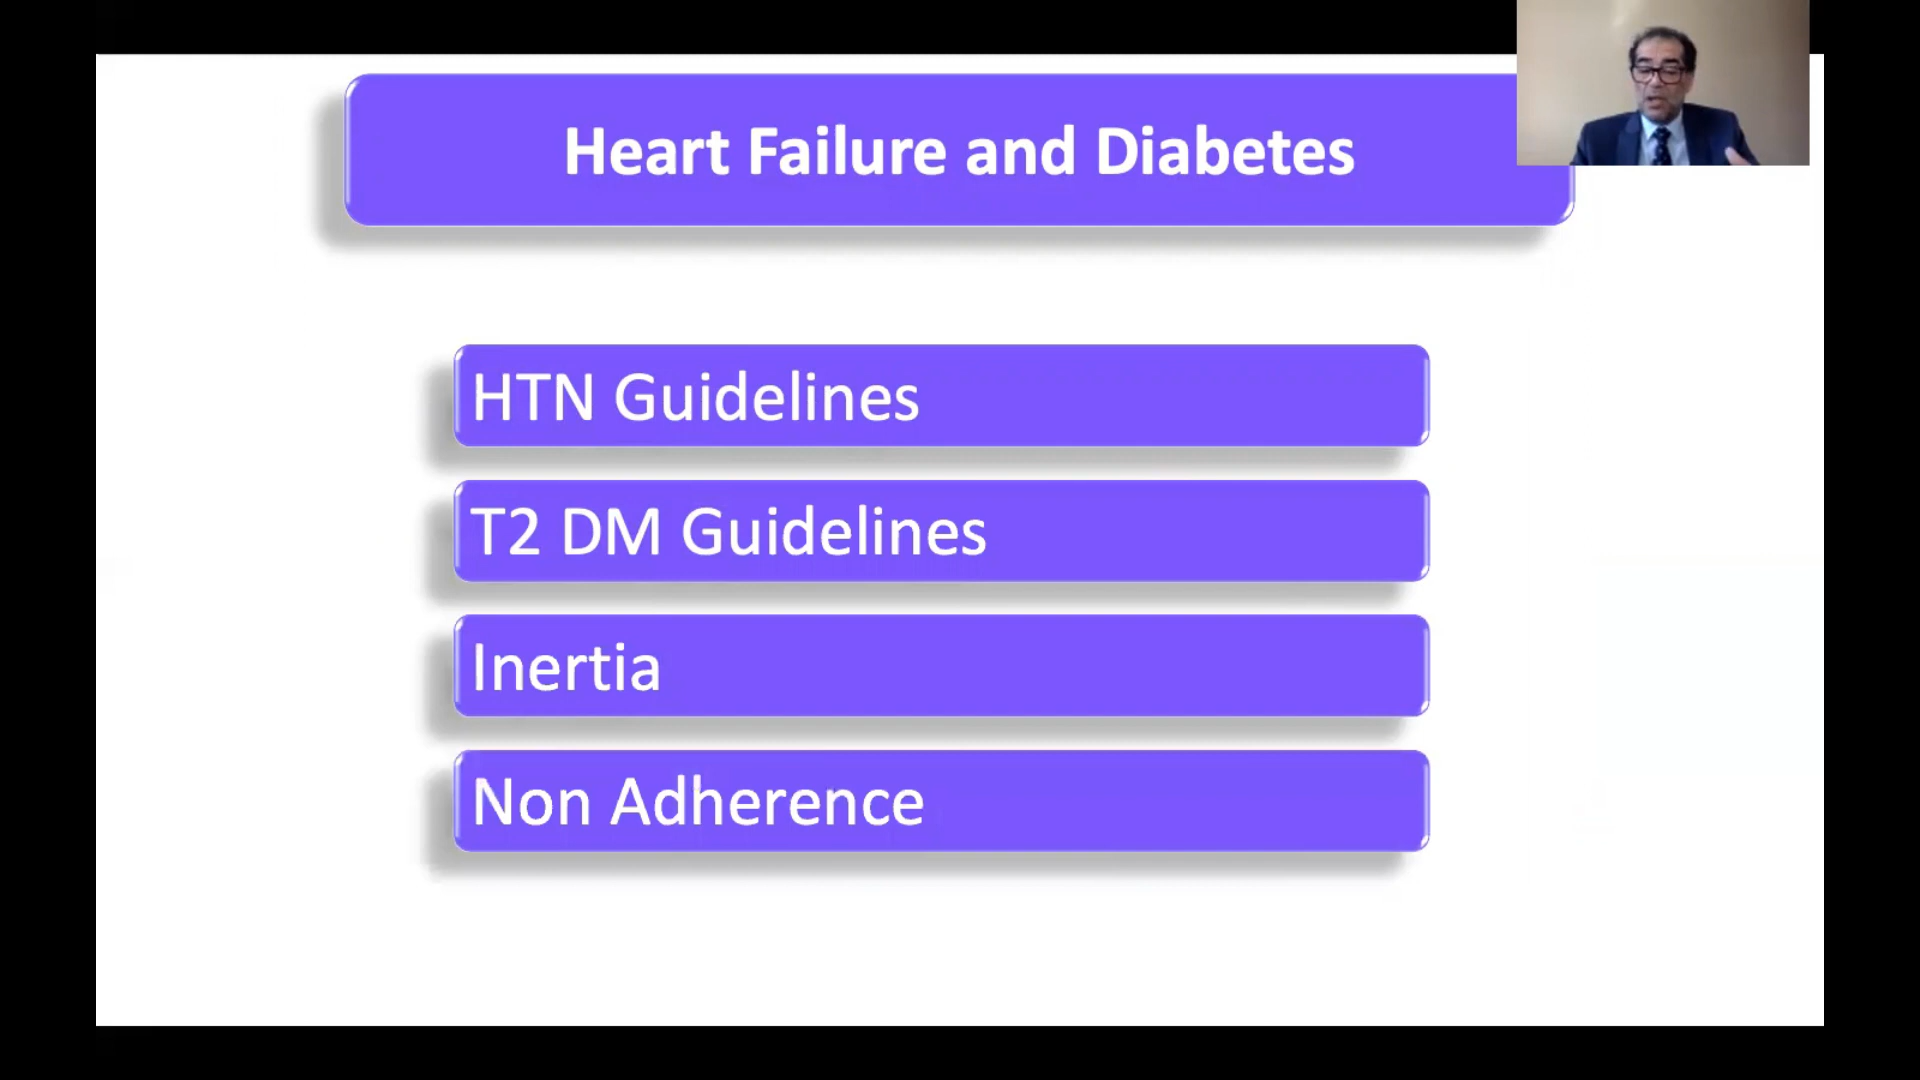 Heart Failure and Diabetes
HTN Guidelines
T2 DM Guidelines
Inertia
Non Adherence